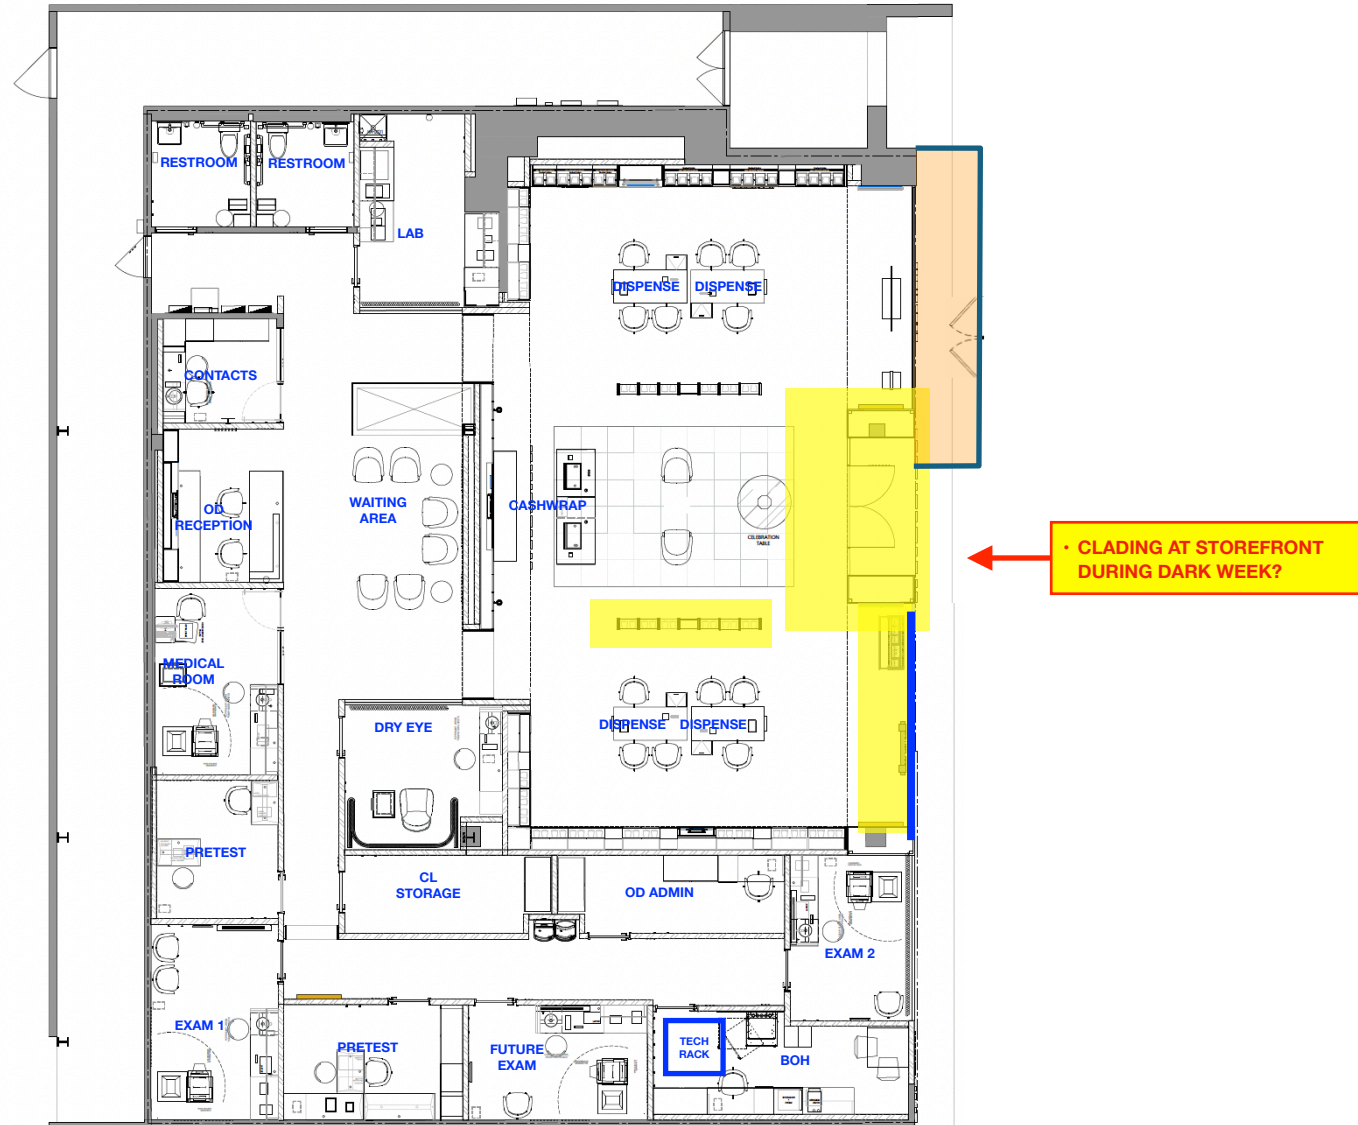 RESTROOM
RESTROOM
LAB
DISPENSE
DISPENSE
CONTACTS
WAITING
AREA
CASHWRAP
OD
RECEPTION
CELEBRATION
TABLE
• CLADING AT STOREFRONT
DURING DARK WEEK?
MEDICAL
ROOM
DRY EYE
DISPENSE
DISPENSE
PRETEST
CL
STORAGE
OD ADMIN
EXAM 2
EXAM 1
PRETEST
FUTURE
EXAM
TECH
RACK
BOH